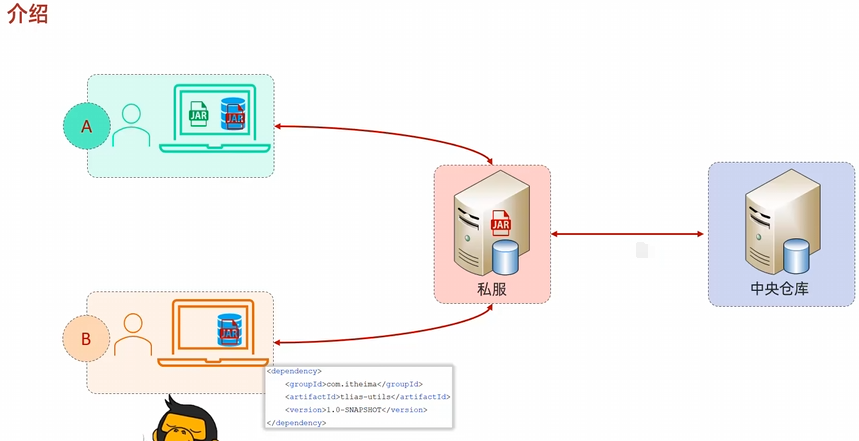 介绍
A
JAR
JAR
JAR
私服
中央仓库
B
JAR
<dependency>
<groupId>com.itheima</groupId>
<artifactId>tlias-utils</artifactId>
<version>1.0-SNAPSHOT</version>
</dependency>